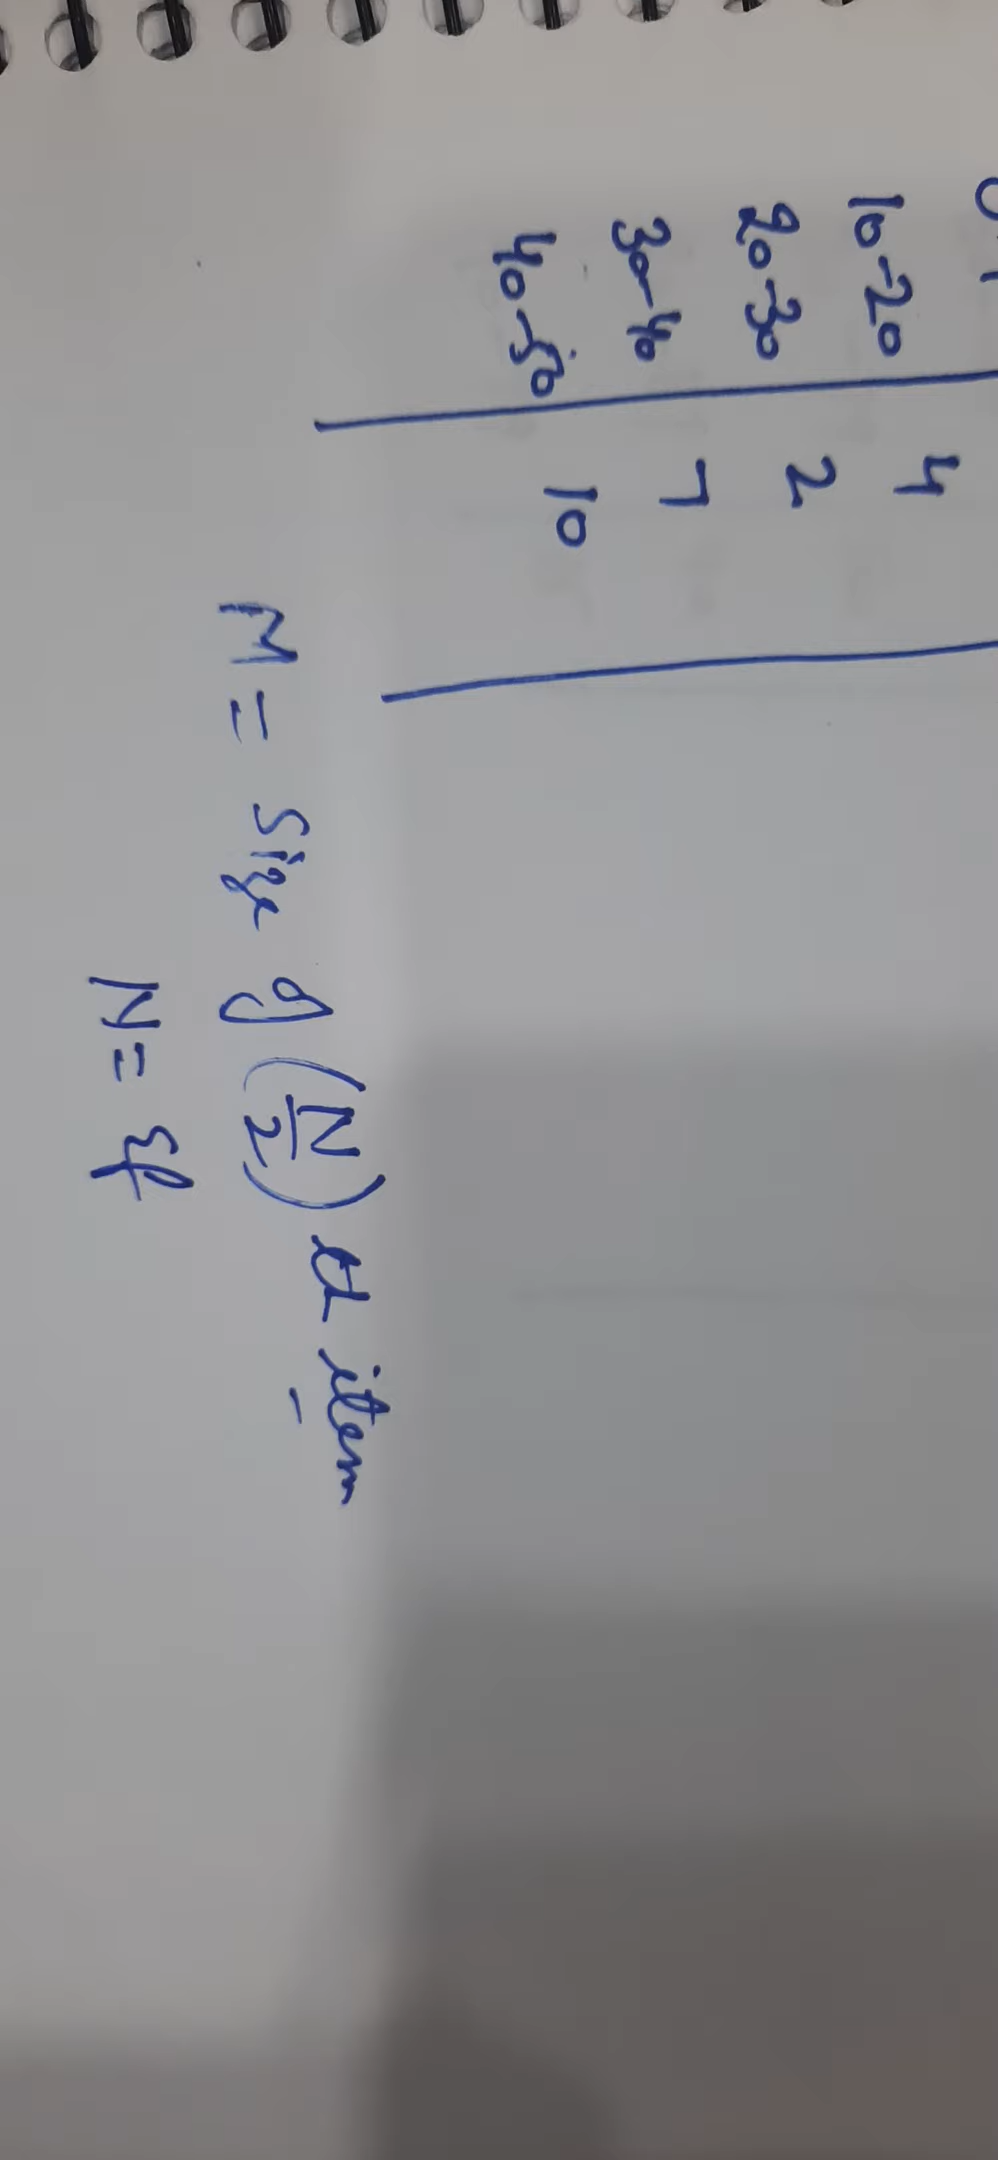 10-20 4
20-30 2
30-40 7
40-50 10
M = Size of (N/2) th item
N = Σf